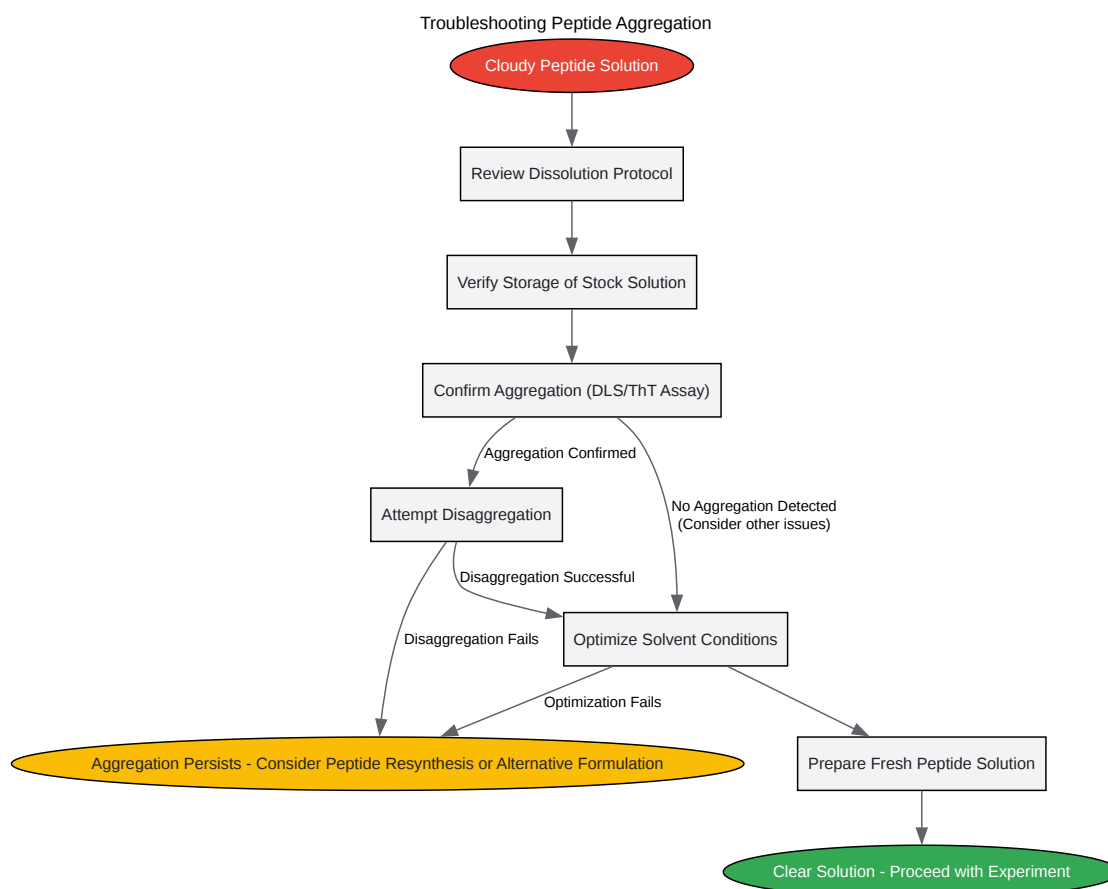 Troubleshooting Peptide Aggregation
Cloudy Peptide Solution
Review Dissolution Protocol
Verify Storage of Stock Solution
Confirm Aggregation (DLS/ThT Assay)
Aggregation Confirmed
No Aggregation Detected
(Consider other issues)
Attempt Disaggregation
Disaggregation Successful
Disaggregation Fails
Optimize Solvent Conditions
Optimization Fails
Aggregation Persists - Consider Peptide Resynthesis or Alternative Formulation
Prepare Fresh Peptide Solution
Clear Solution - Proceed with Experiment